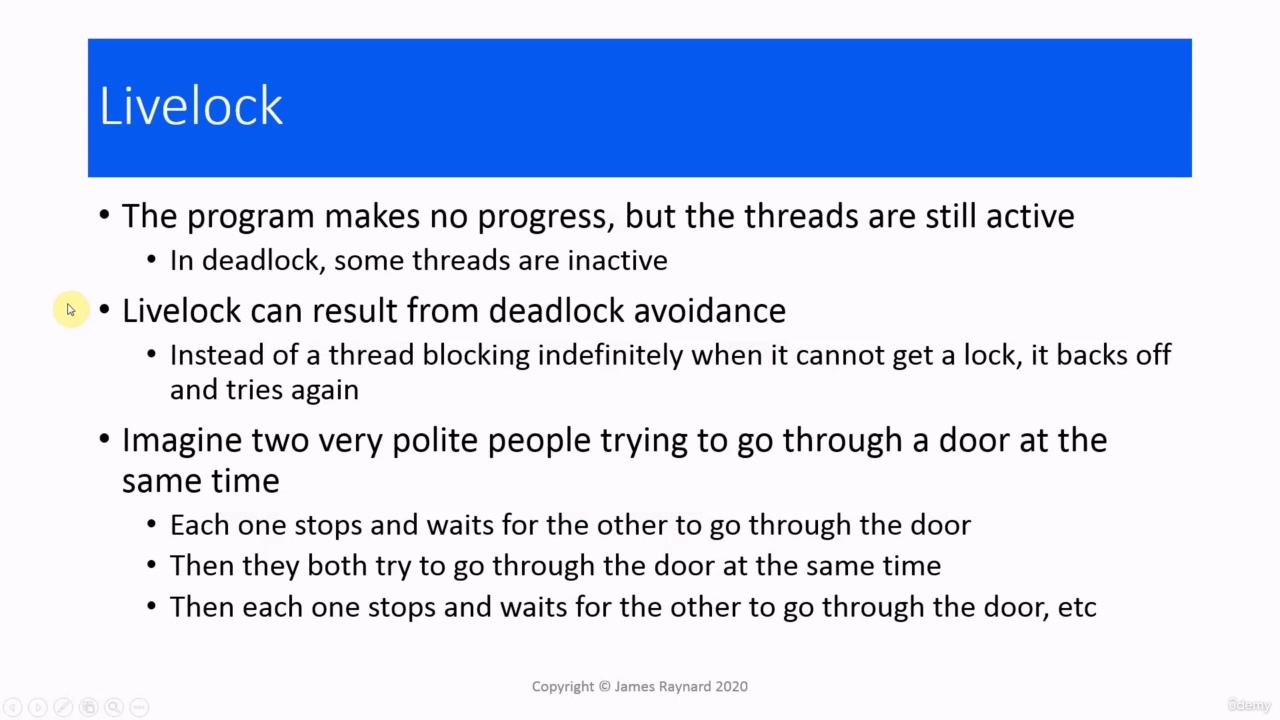 Livelock
• The program makes no progress, but the threads are still active
• In deadlock, some threads are inactive
• Livelock can result from deadlock avoidance
• Instead of a thread blocking indefinitely when it cannot get a lock, it backs off
and tries again
• Imagine two very polite people trying to go through a door at the
same time
• Each one stops and waits for the other to go through the door
• Then they both try to go through the door at the same time
• Then each one stops and waits for the other to go through the door, etc
Copyright © James Raynard 2020
ûdemy